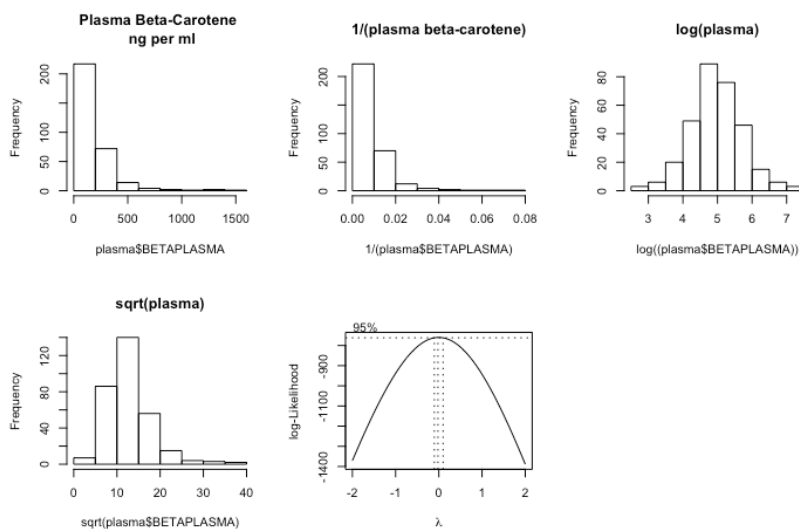 Plasma Beta-Carotene
ng per ml
Frequency
200
50
0
0
500
1000
1500
plasma$BETAPLASMA
1/(plasma beta-carotene)
Frequency
200
50
0
0.00
0.02
0.04
0.06
0.08
1/(plasma$BETAPLASMA)
log(plasma)
Frequency
80
60
40
20
0
3
4
5
6
7
log((plasma$BETAPLASMA))
sqrt(plasma)
Frequency
120
80
40
0
0
10
20
30
40
sqrt(plasma$BETAPLASMA)
95%
log-Likelihood
-900
-1100
-1400
-2
-1
0
1
2
λ